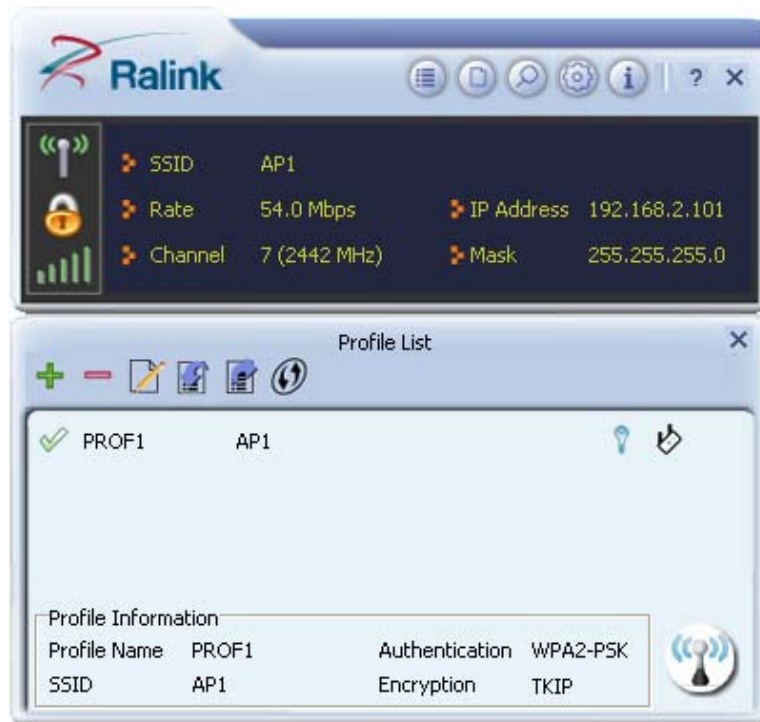 Ralink
? ×
SSID AP1
Rate 54.0 Mbps IP Address 192.168.2.101
Channel 7 (2442 MHz) Mask 255.255.255.0
Profile List ×
PROF1 AP1
Profile Information
Profile Name PROF1 Authentication WPA2-PSK
SSID AP1 Encryption TKIP